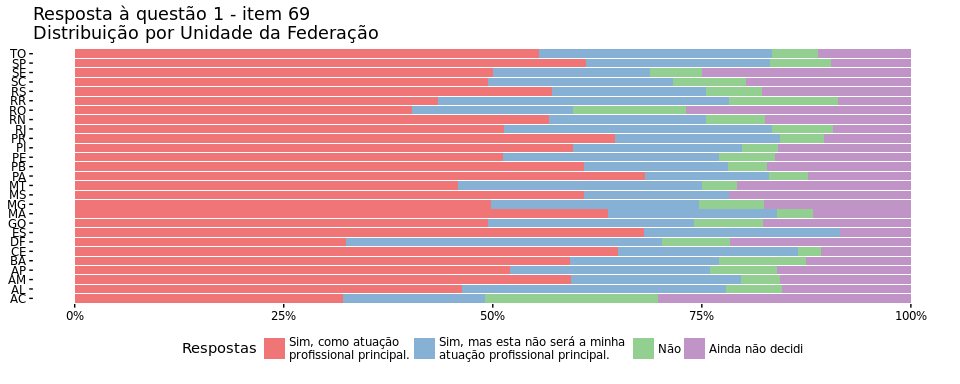 Resposta à questão 1 - item 69
Distribuição por Unidade da Federação
TO
SP
SE
SC
RS
RR
RO
RN
RJ
PR
PI
PE
PB
PA
MT
MS
MG
MA
GO
ES
DF
CE
BA
AP
AM
AL
AC
0% 25% 50% 75% 100%
Respostas
Sim, como atuação
profissional principal.
Sim, mas esta não será a minha
atuação profissional principal.
Não
Ainda não decidi